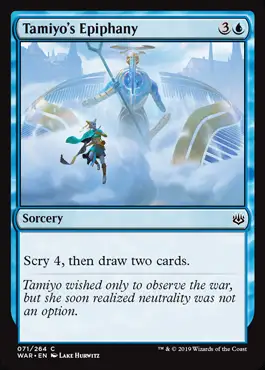 Tamiyo's Epiphany 3
Sorcery
Scry 4, then draw two cards.
Tamiyo wished only to observe the war,
but she soon realized neutrality was not
an option.
071/264 C
WAR • EN Lake Hurwitz
™ & © 2019 Wizards of the Coast